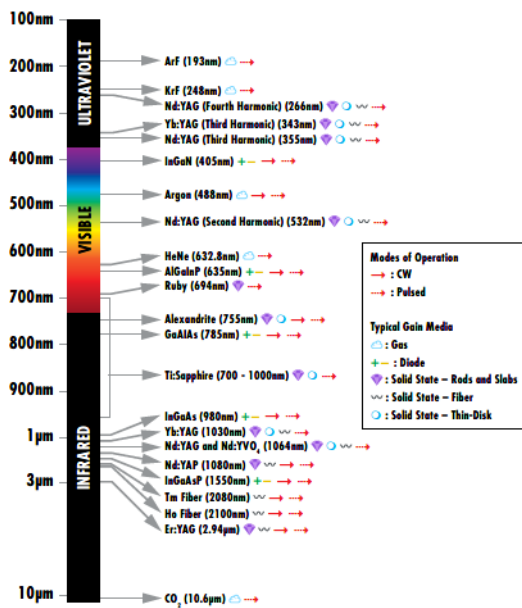 100nm
200nm
300nm
400nm
500nm
600nm
700nm
800nm
900nm
1µm
3µm
10µm
ULTRAVIOLET
VISIBLE
INFRARED
ArF (193nm)
KrF (248nm)
Nd:YAG (Fourth Harmonic) (266nm)
Yb:YAG (Third Harmonic) (343nm)
Nd:YAG (Third Harmonic) (355nm)
InGaN (405nm)
Argon (488nm)
Nd:YAG (Second Harmonic) (532nm)
HeNe (632.8nm)
AlGaInP (635nm)
Ruby (694nm)
Alexandrite (755nm)
GaAlAs (785nm)
Ti:Sapphire (700 - 1000nm)
InGaAs (980nm)
Yb:YAG (1030nm)
Nd:YAG and Nd:YVO₄ (1064nm)
Nd:YAP (1080nm)
InGaAsP (1550nm)
Tm Fiber (2080nm)
Ho Fiber (2100nm)
Er:YAG (2.94µm)
CO₂ (10.6µm)
Modes of Operation
: CW
: Pulsed
Typical Gain Media
: Gas
: Diode
: Solid State – Rods and Slabs
: Solid State – Fiber
: Solid State – Thin-Disk